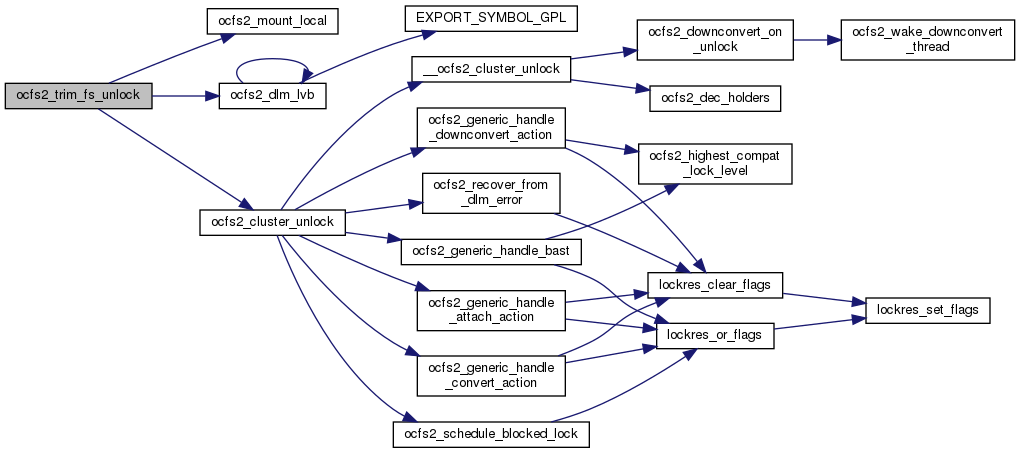 ocfs2_trim_fs_unlock
ocfs2_mount_local
ocfs2_dlm_lvb
ocfs2_cluster_unlock
EXPORT_SYMBOL_GPL
__ocfs2_cluster_unlock
ocfs2_generic_handle
_downconvert_action
ocfs2_recover_from
_dlm_error
ocfs2_generic_handle_bast
ocfs2_generic_handle
_attach_action
ocfs2_generic_handle
_convert_action
ocfs2_schedule_blocked_lock
ocfs2_downconvert_on
_unlock
ocfs2_dec_holders
ocfs2_highest_compat
_lock_level
lockres_clear_flags
lockres_or_flags
ocfs2_wake_downconvert
_thread
lockres_set_flags